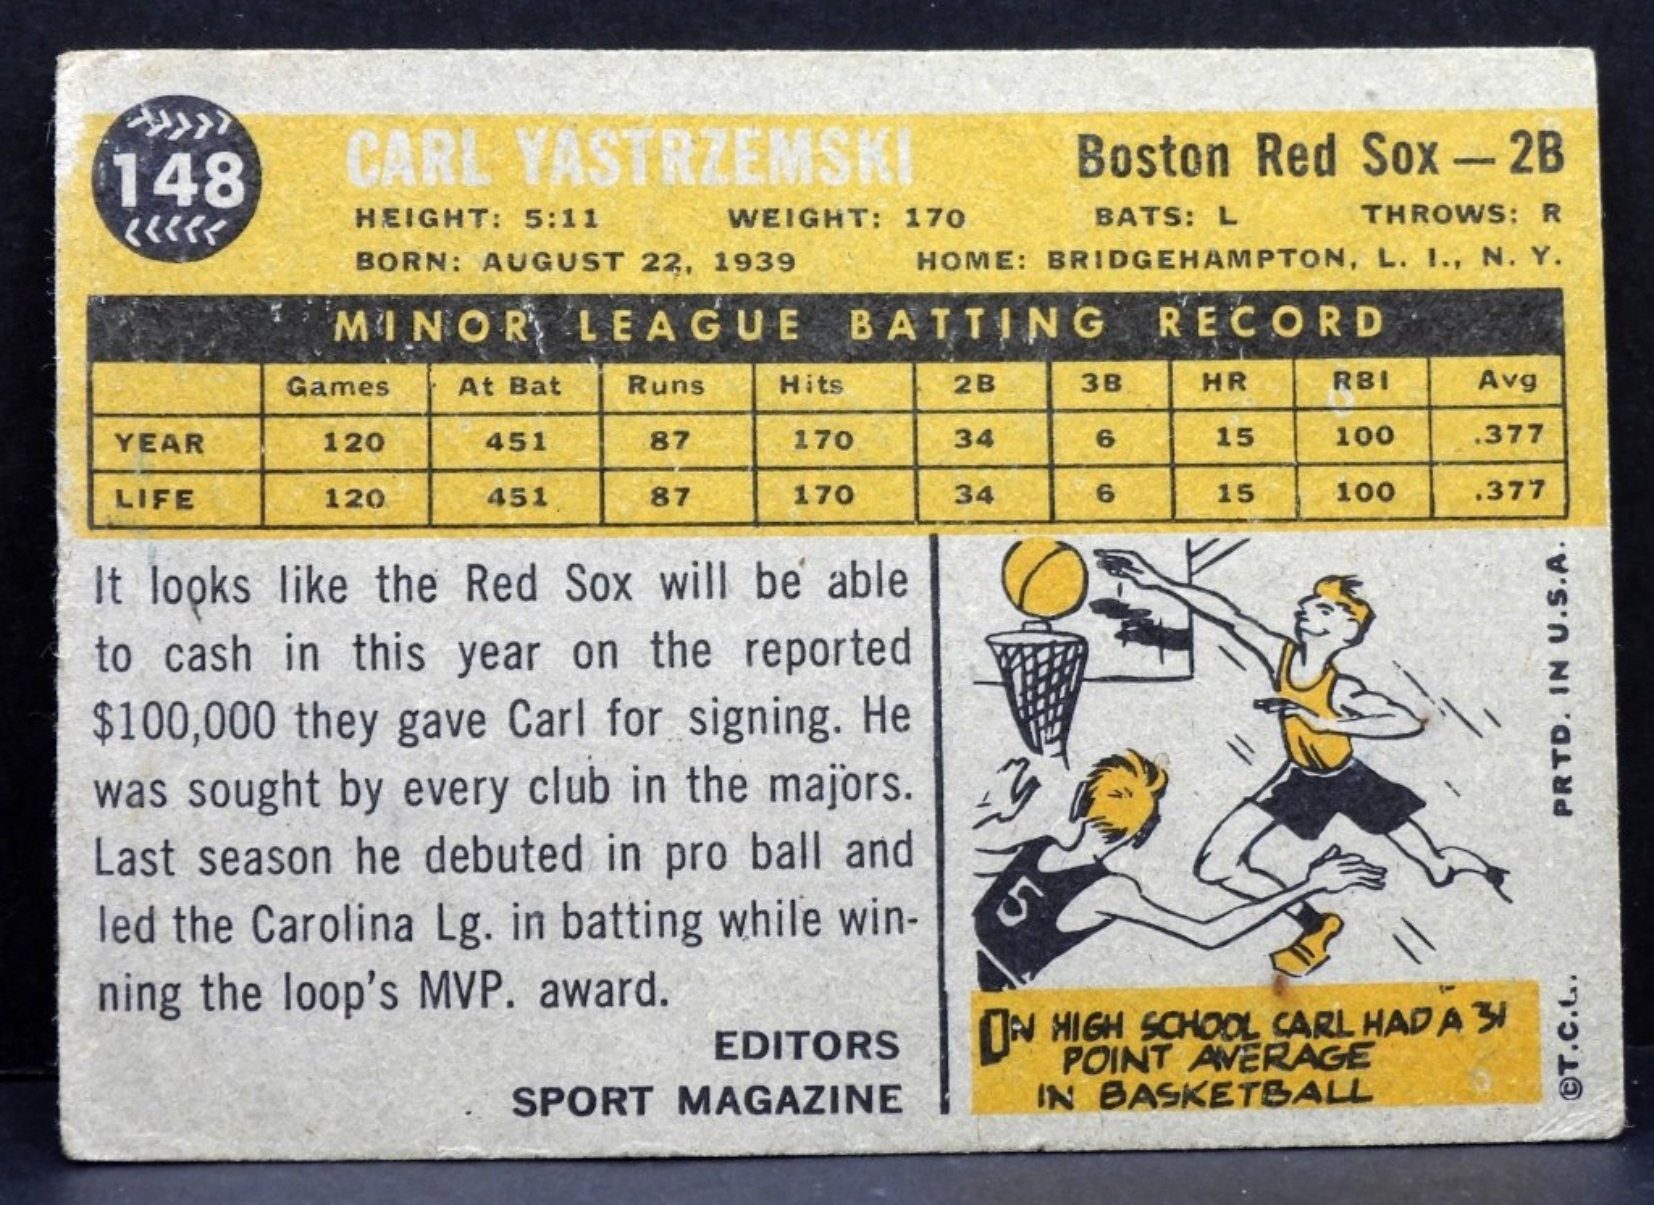 148
CARL YASTRZEMSKI
Boston Red Sox — 2B
HEIGHT: 5:11 WEIGHT: 170 BATS: L THROWS: R
BORN: AUGUST 22, 1939 HOME: BRIDGEHAMPTON, L. I., N. Y.
MINOR LEAGUE BATTING RECORD
Games At Bat Runs Hits 2B 3B HR RBI Avg
YEAR 120 451 87 170 34 6 15 100 .377
LIFE 120 451 87 170 34 6 15 100 .377
It looks like the Red Sox will be able
to cash in this year on the reported
$100,000 they gave Carl for signing. He
was sought by every club in the majors.
Last season he debuted in pro ball and
led the Carolina Lg. in batting while win-
ning the loop's MVP. award.
EDITORS
SPORT MAGAZINE
5
ON HIGH SCHOOL CARL HAD A 31
POINT AVERAGE
IN BASKETBALL
©T.C.G. PRTD. IN U.S.A.